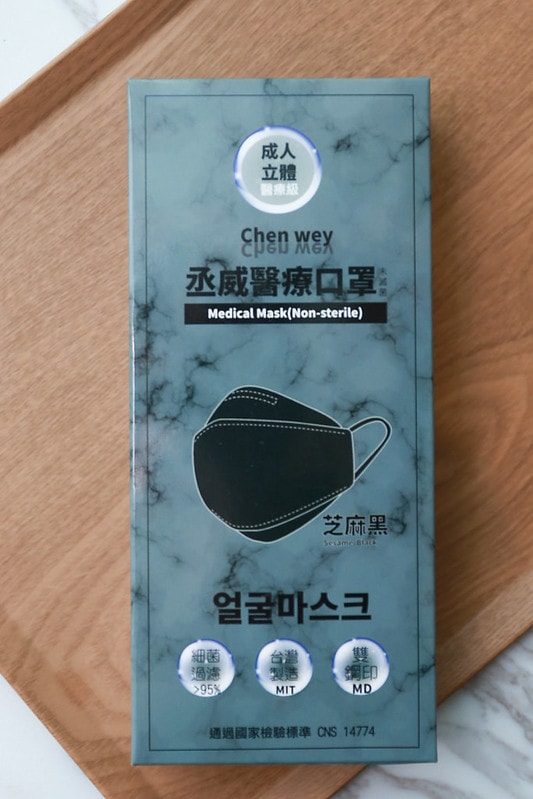 成人
立體
醫療級
Chen wey
丞威醫療口罩 未滅菌
Medical Mask(Non-sterile)
芝麻黑
Sesame Black
얼굴마스크
細菌
過濾
>95%
台灣
製造
MIT
雙
鋼印
MD
通過國家檢驗標準 CNS 14774